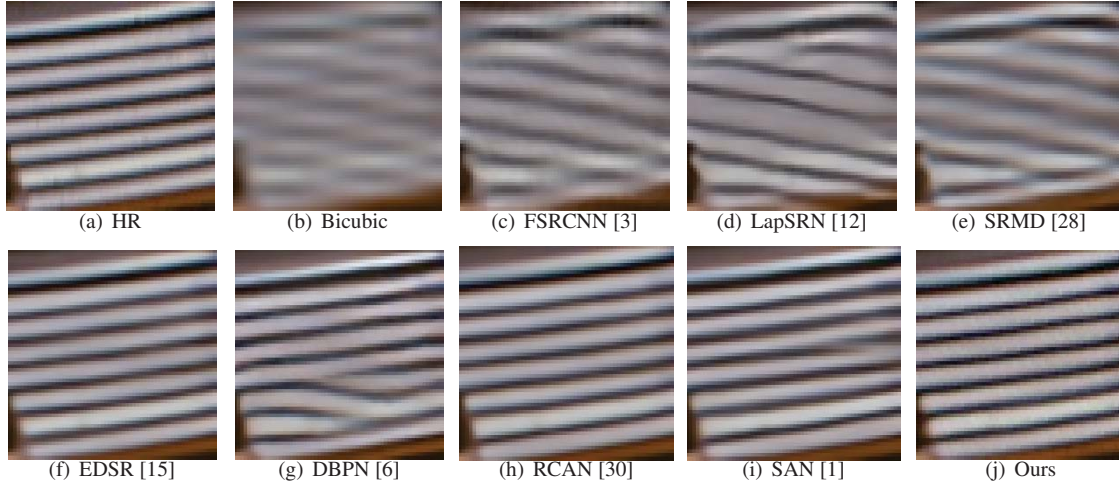 (a) HR
(b) Bicubic
(c) FSRCNN [3]
(d) LapSRN [12]
(e) SRMD [28]
(f) EDSR [15]
(g) DBPN [6]
(h) RCAN [30]
(i) SAN [1]
(j) Ours